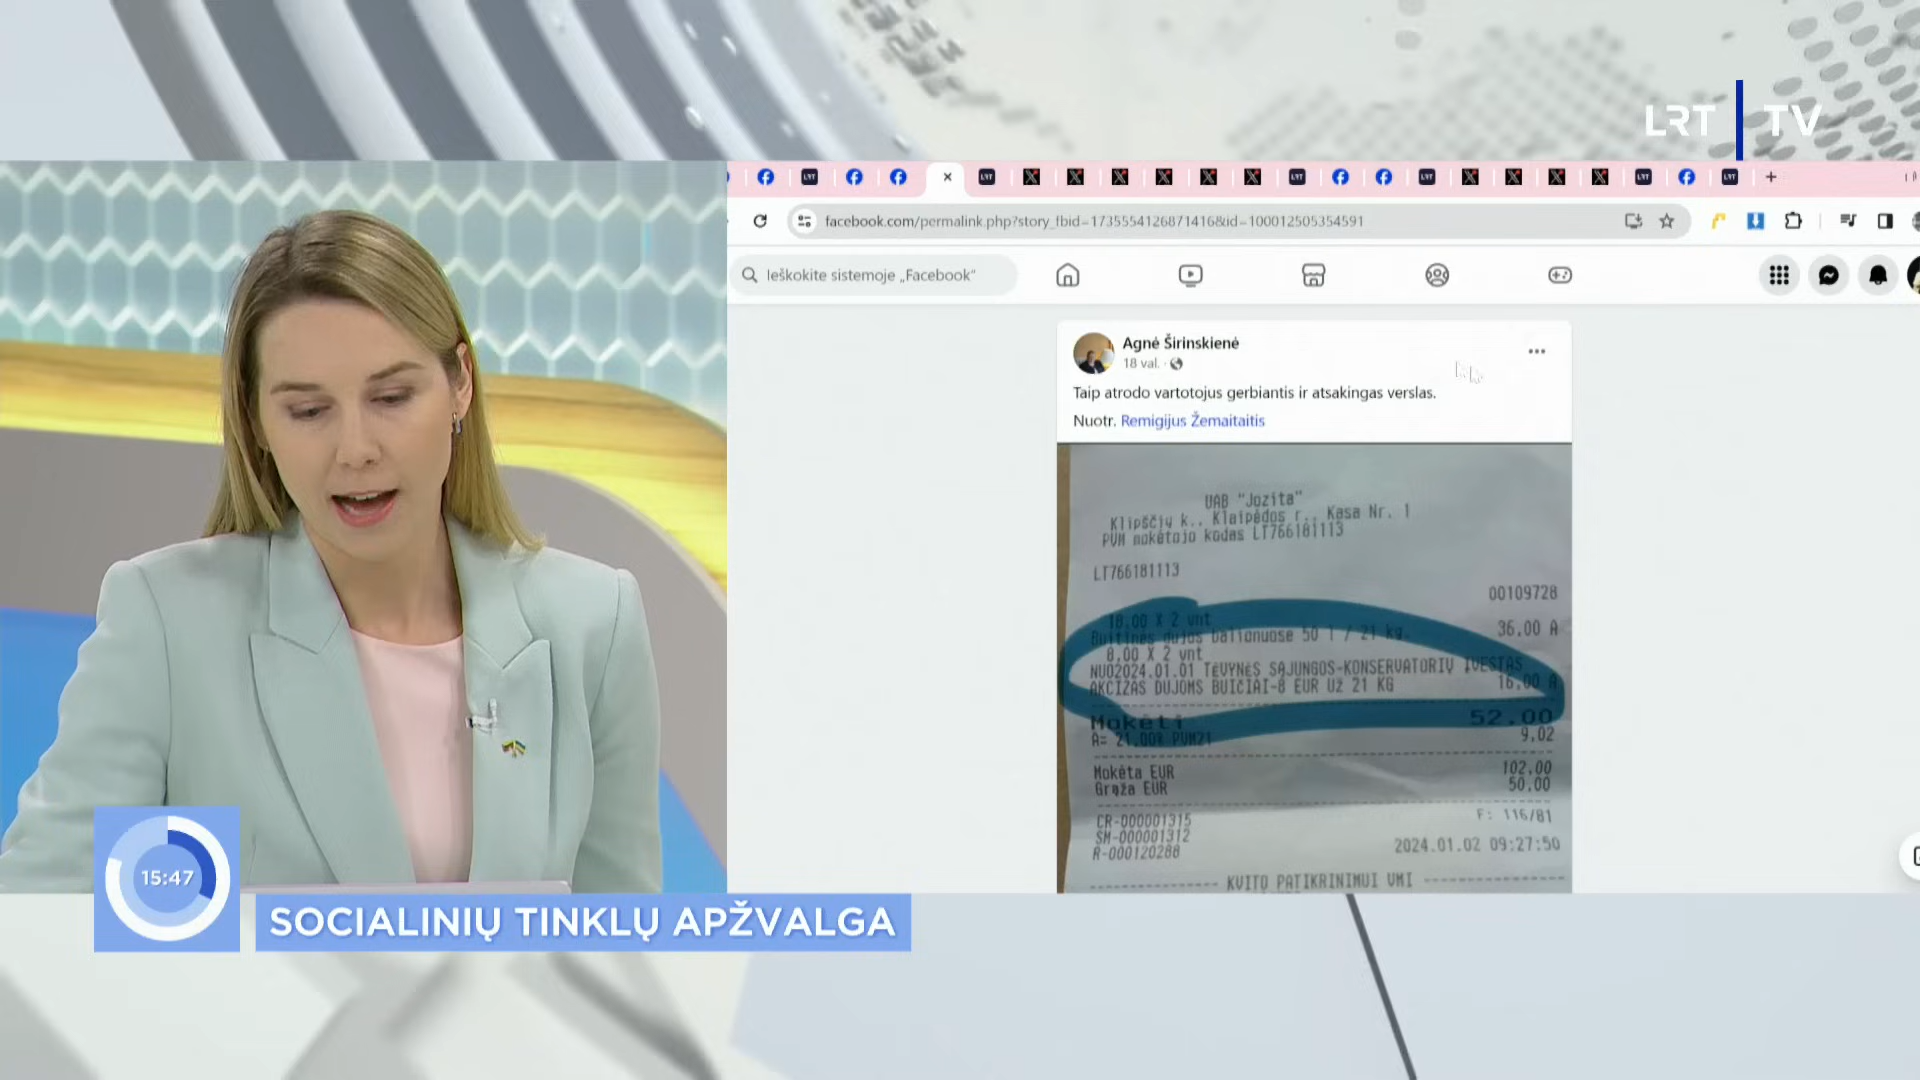 LRT TV
facebook.com/permalink.php?story_fbid=1735554126871416&id=100012505354591
Ieškokite sistemoje „Facebook“
Agnė Širinskienė
18 val.
Taip atrodo vartotojus gerbiantis ir atsakingas verslas.
Nuotr. Remigijus Žemaitaitis
UAB "Jozita"
Klipščių k., Klaipėdos r., Kasa Nr. 1
PVM mokėtojo kodas LT766181113
LT766181113
00109728
18.00 X 2 vnt
Buitinės dujos balionuose 50 l / 21 kg. 36.00 A
8.00 X 2 vnt
NUO2024.01.01 TĖVYNĖS SĄJUNGOS-KONSERVATORIŲ ĮVESTAS
AKCIZAS DUJOMS BUIČIAI-8 EUR UŽ 21 KG 16.00 A
Mokėti 52.00
A= 21.00% PVM21 9.02
Mokėta EUR 102.00
Grąža EUR 50.00
CR-000001315 F: 116/81
SM-000001312
R-000120288 2024.01.02 09:27:50
KVITO PATIKRINIMUI VMI
15:47
SOCIALINIŲ TINKLŲ APŽVALGA